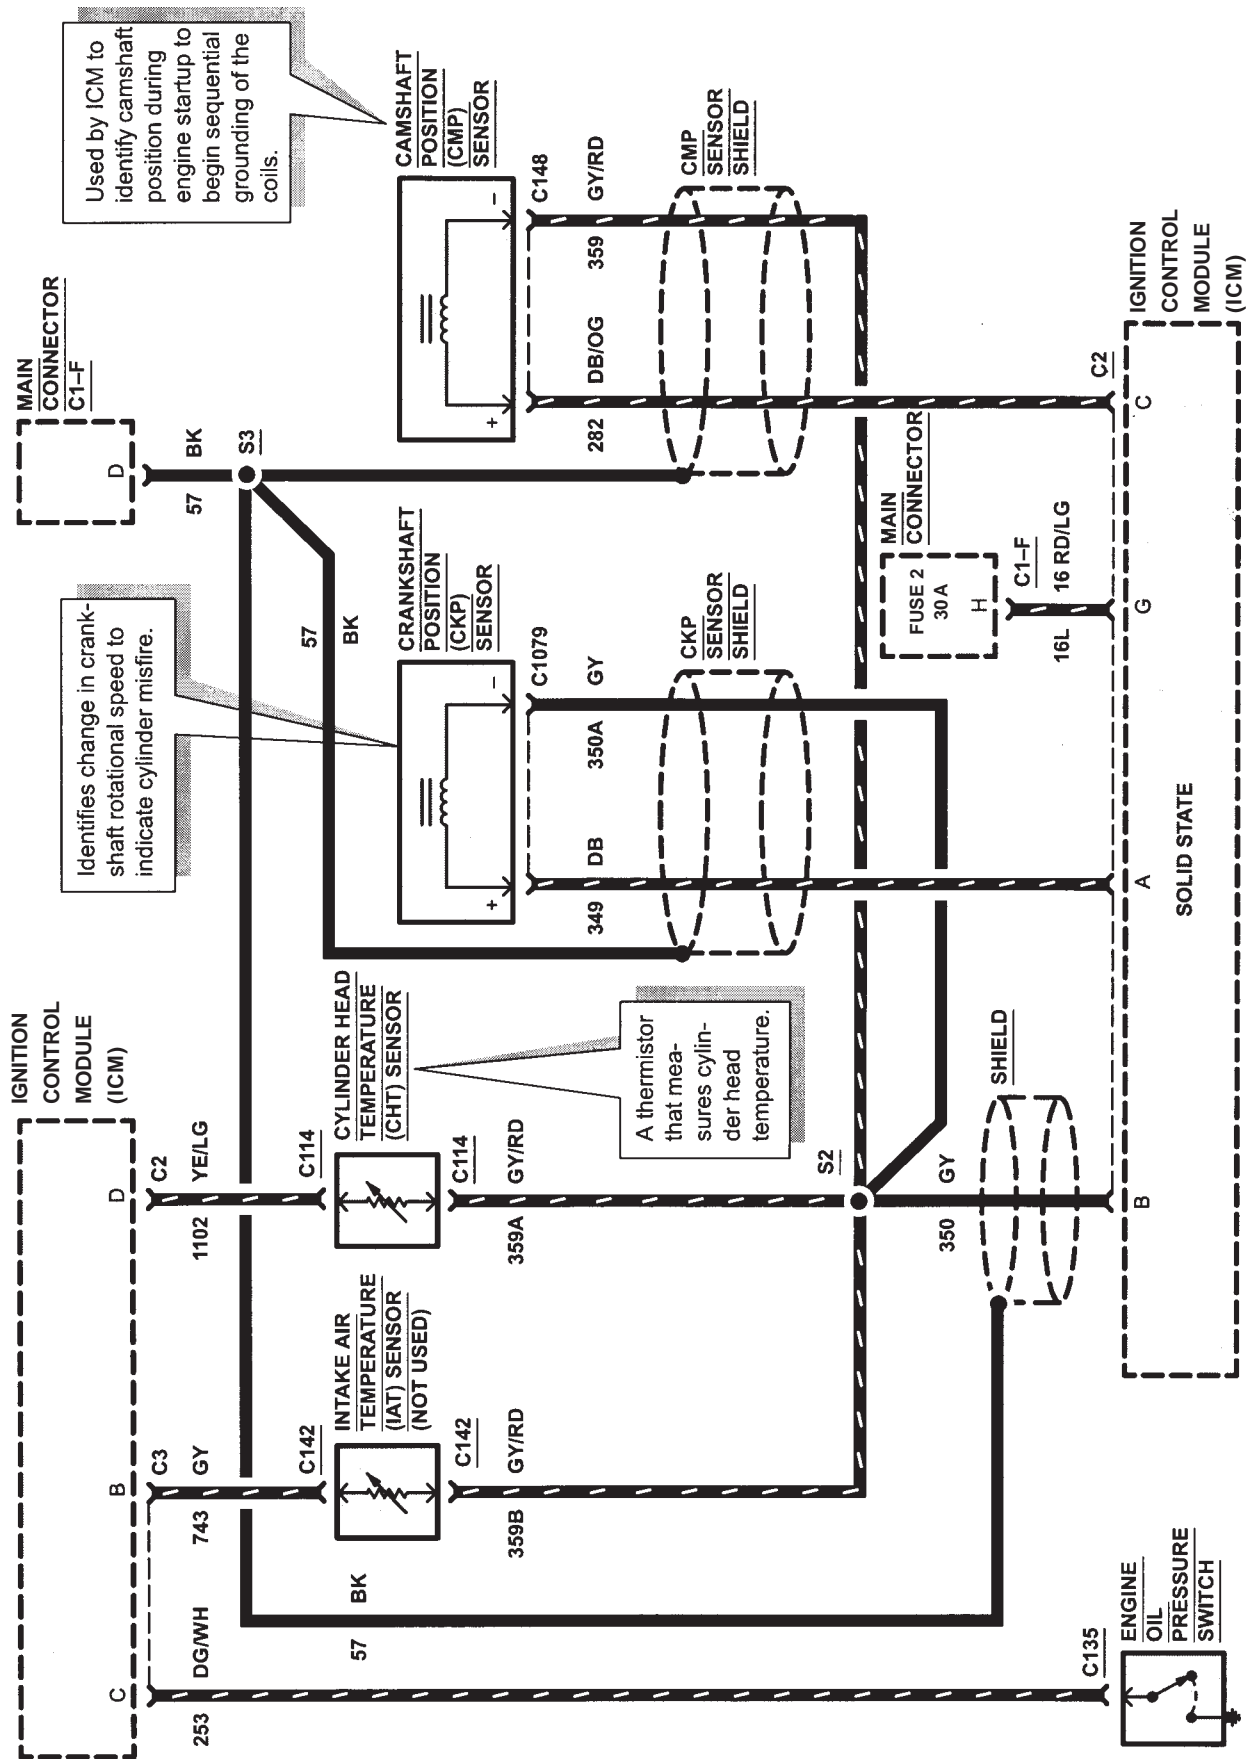 IGNITION
CONTROL
MODULE
(ICM)
C
B
D
C3
C2
253
DG/WH
743
GY
1102
YE/LG
MAIN
CONNECTOR
C1–F
D
57
BK
S3
Used by ICM to
identify camshaft
position during
engine startup to
begin sequential
grounding of the
coils.
Identifies change in crank-
shaft rotational speed to
indicate cylinder misfire.
57
BK
57
BK
C142
INTAKE AIR
TEMPERATURE
(IAT) SENSOR
(NOT USED)
C142
359B
GY/RD
C114
CYLINDER HEAD
TEMPERATURE
(CHT) SENSOR
C114
359A
GY/RD
A thermistor
that mea-
sures cylin-
der head
temperature.
CRANKSHAFT
POSITION
(CKP)
SENSOR
+
–
C1079
349
DB
350A
GY
CKP
SENSOR
SHIELD
CAMSHAFT
POSITION
(CMP)
SENSOR
+
–
C148
282
DB/OG
359
GY/RD
CMP
SENSOR
SHIELD
S2
350
GY
SHIELD
MAIN
CONNECTOR
FUSE 2
30 A
H
C1–F
16L
16 RD/LG
C2
C135
ENGINE
OIL
PRESSURE
SWITCH
B
A
G
C
SOLID STATE
IGNITION
CONTROL
MODULE
(ICM)